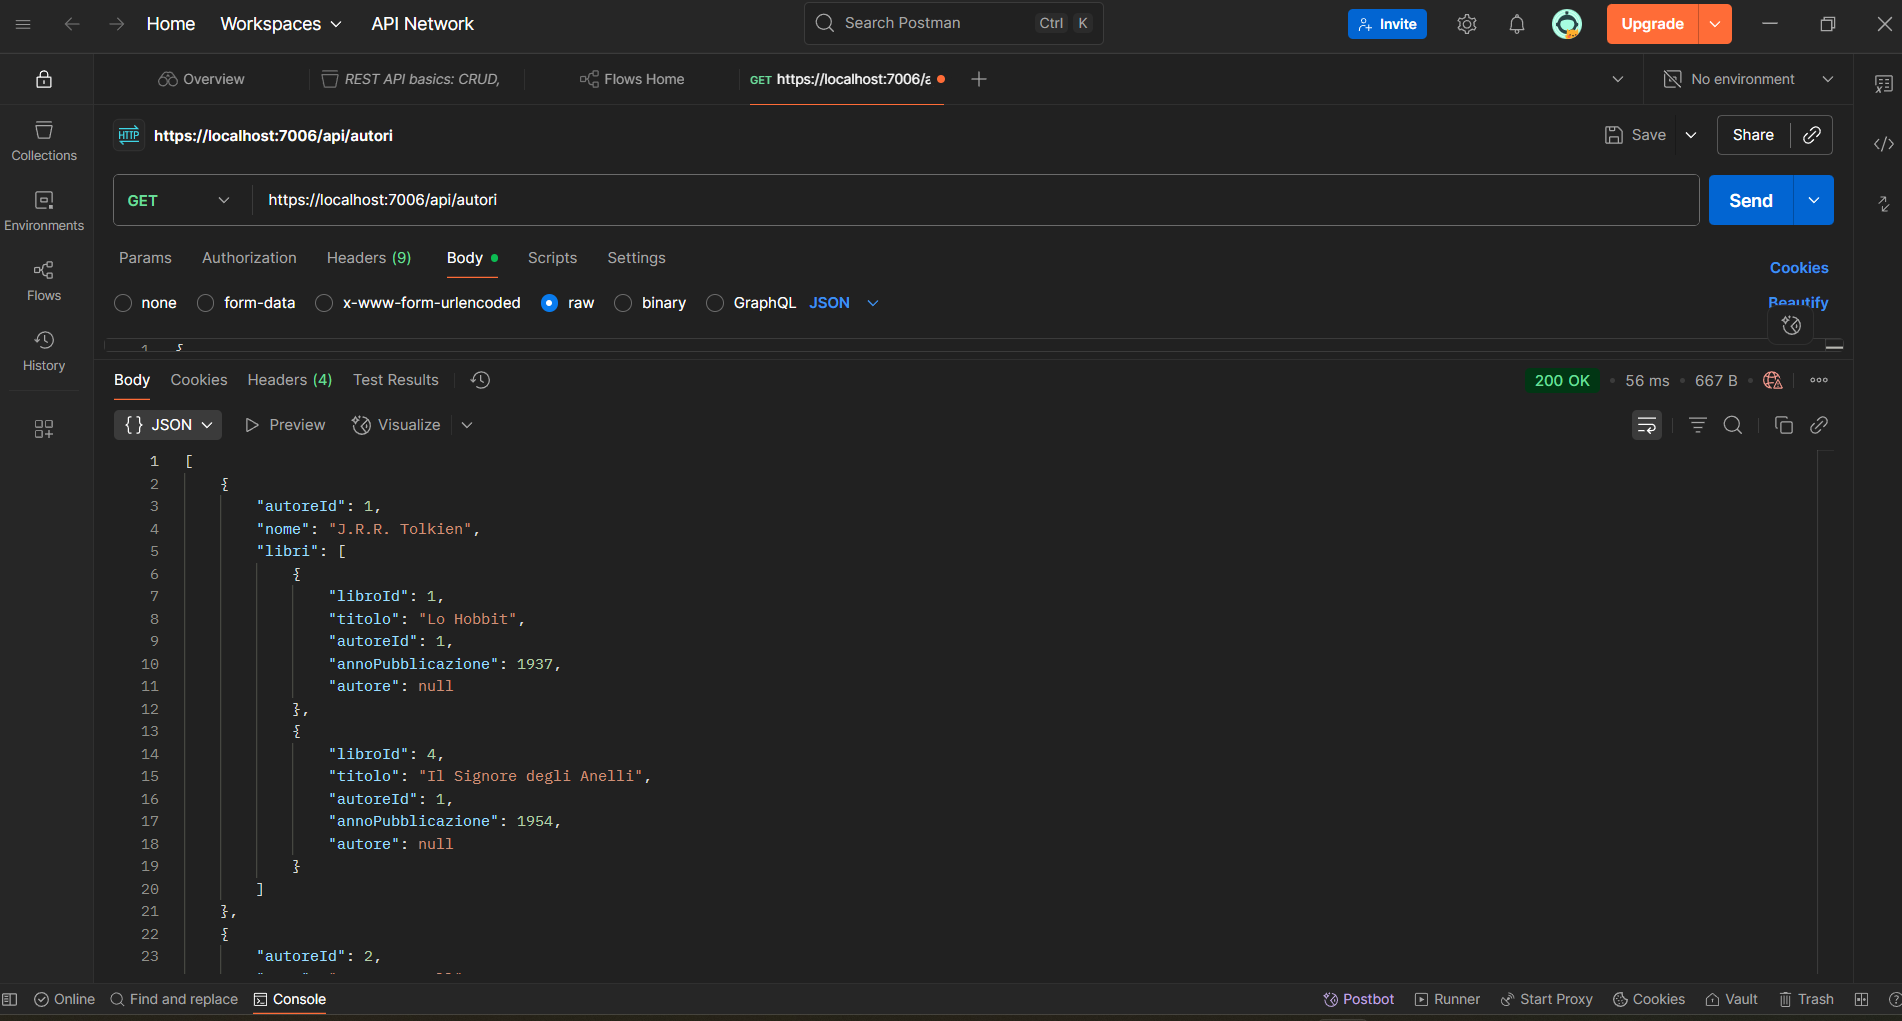 Home Workspaces API Network Search Postman Ctrl K Invite Upgrade
Overview REST API basics: CRUD, Flows Home GET https://localhost:7006/a No environment
HTTP https://localhost:7006/api/autori Save Share
Collections
GET https://localhost:7006/api/autori Send
Environments
Params Authorization Headers (9) Body Scripts Settings Cookies
Flows
none form-data x-www-form-urlencoded raw binary GraphQL JSON Beautify
1 {
History
Body Cookies Headers (4) Test Results 200 OK 56 ms 667 B
{} JSON Preview Visualize
1 [
2 {
3 "autoreId": 1,
4 "nome": "J.R.R. Tolkien",
5 "libri": [
6 {
7 "libroId": 1,
8 "titolo": "Lo Hobbit",
9 "autoreId": 1,
10 "annoPubblicazione": 1937,
11 "autore": null
12 },
13 {
14 "libroId": 4,
15 "titolo": "Il Signore degli Anelli",
16 "autoreId": 1,
17 "annoPubblicazione": 1954,
18 "autore": null
19 }
20 ]
21 },
22 {
23 "autoreId": 2,
Online Find and replace Console Postbot Runner Start Proxy Cookies Vault Trash